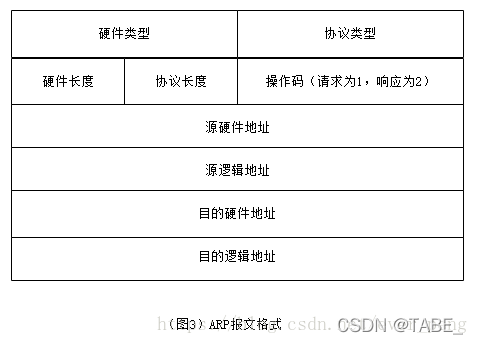 硬件类型 协议类型
硬件长度 协议长度 操作码（请求为1，响应为2）
源硬件地址
源逻辑地址
目的硬件地址
目的逻辑地址
（图3）ARP报文格式
CSDN @TABE_